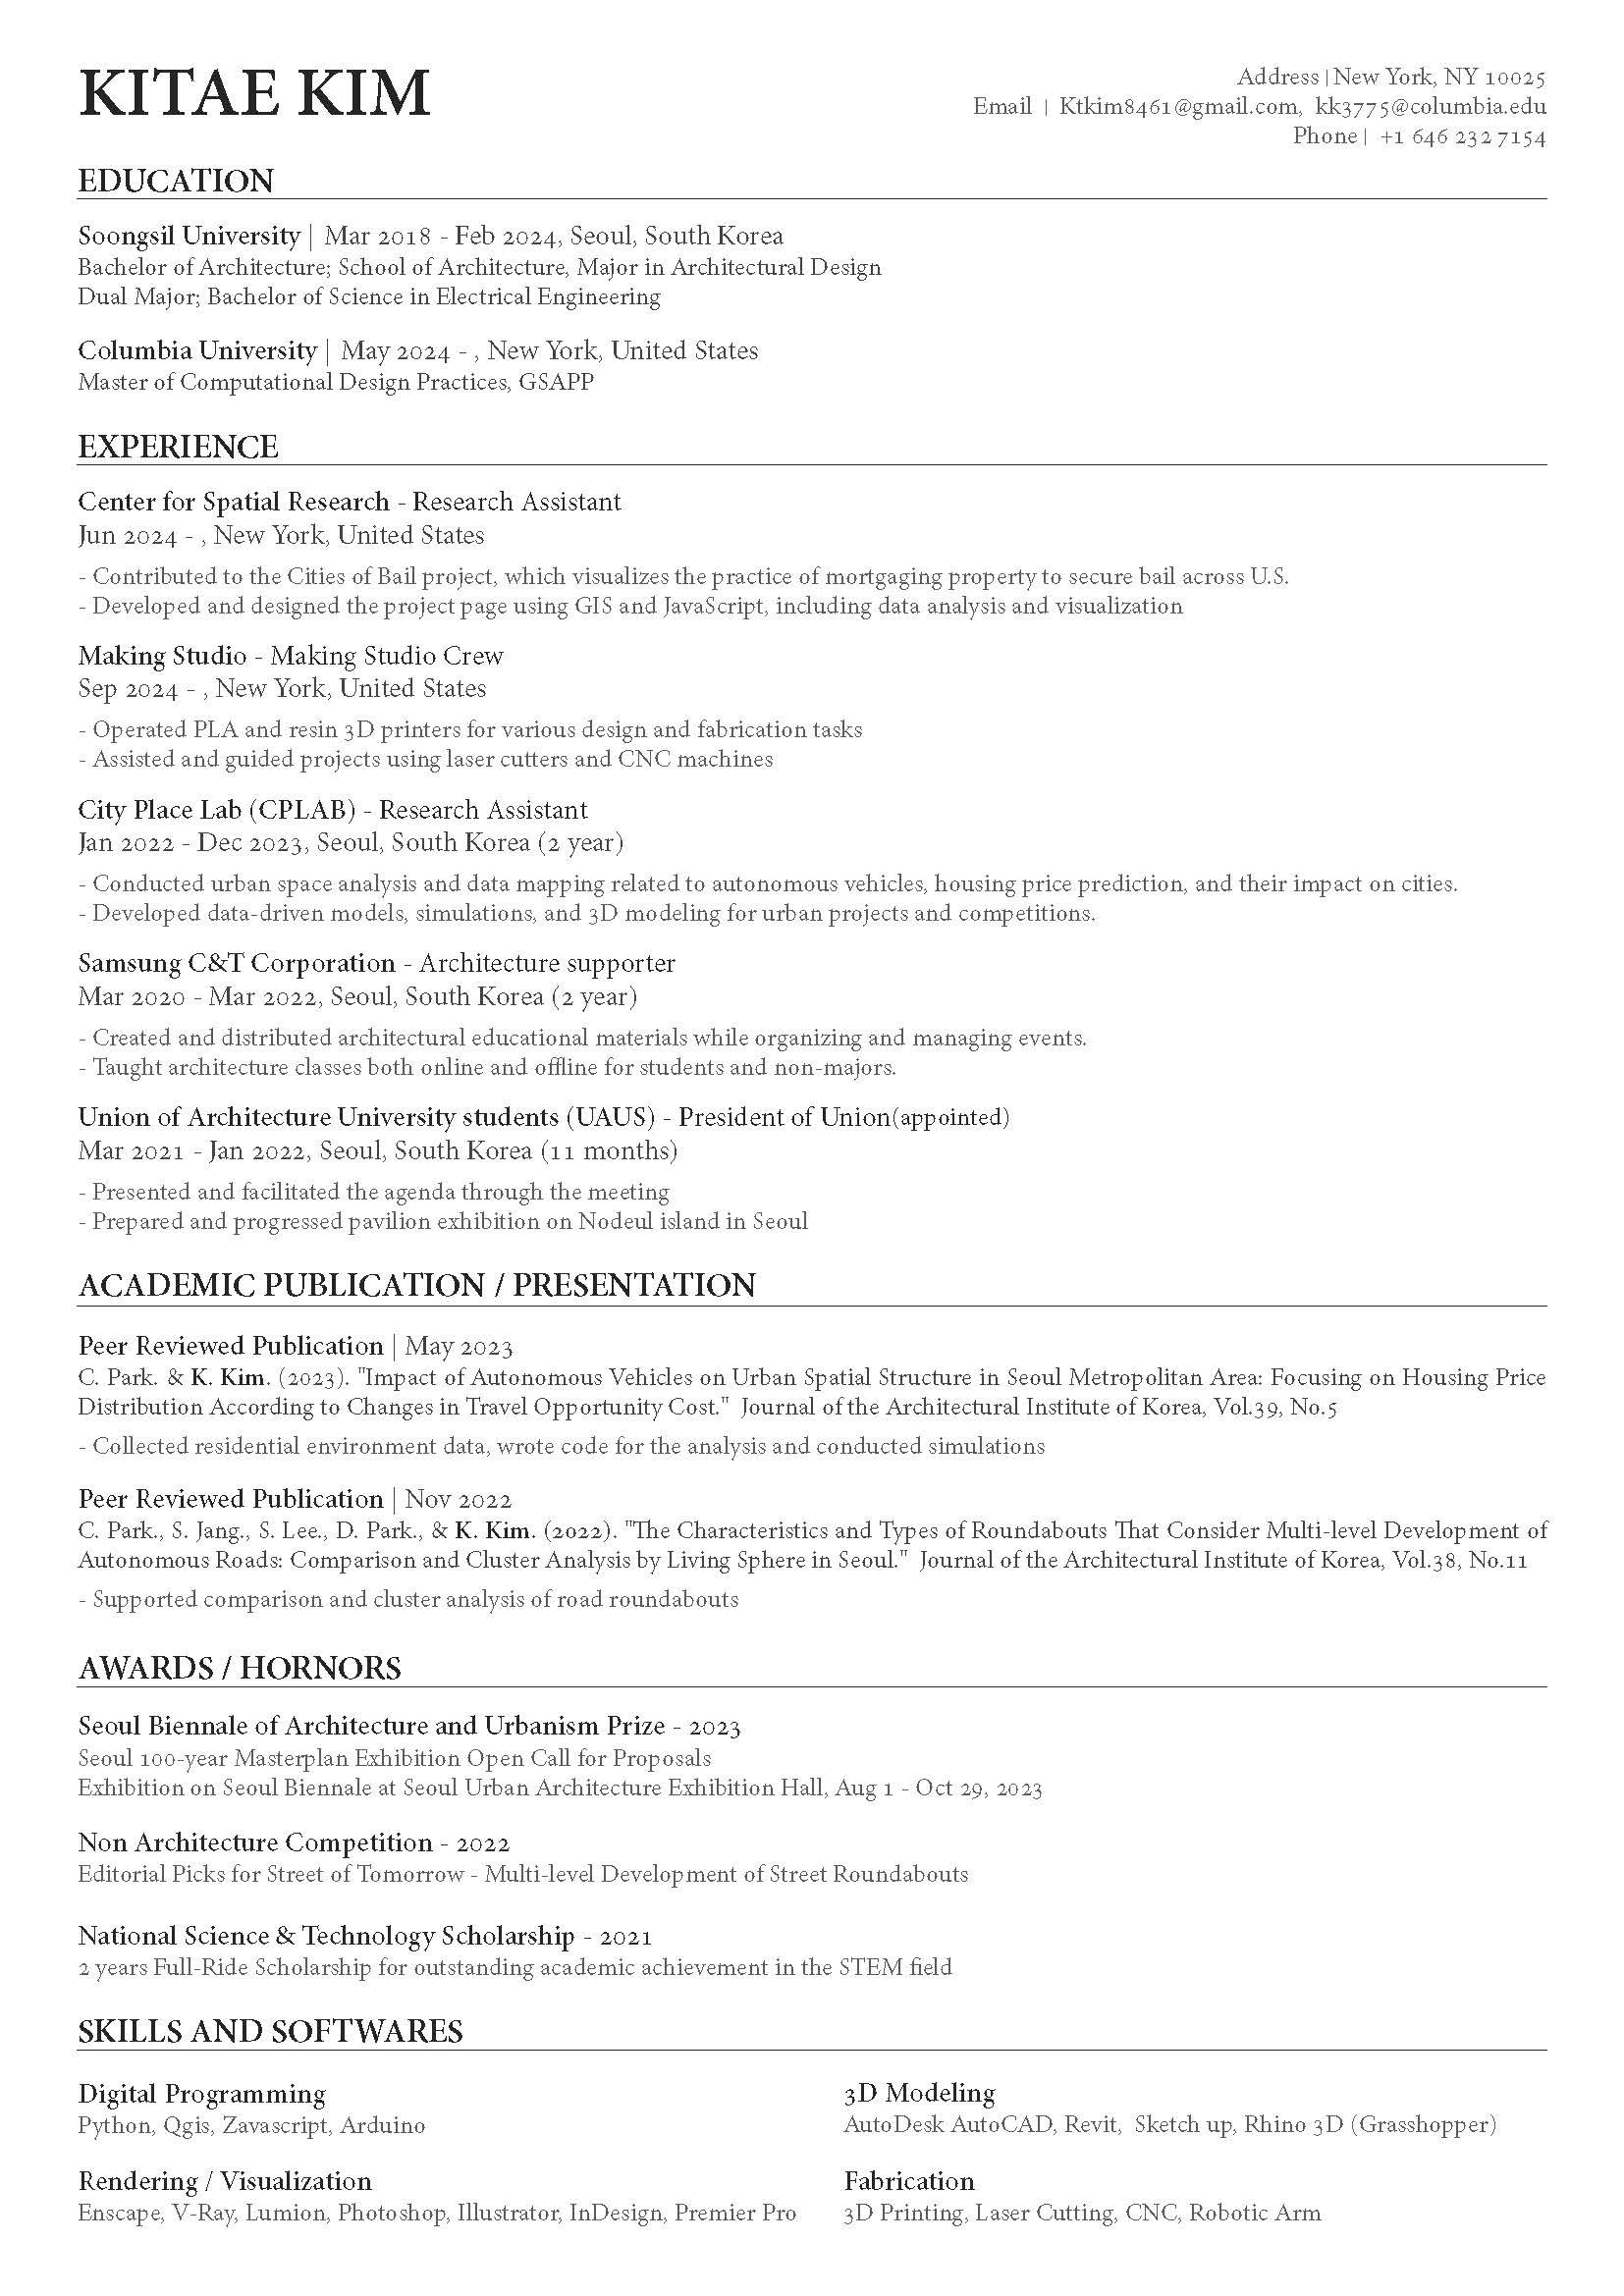 KITAE KIM
Address | New York, NY 10025
Email | Ktkim8461@gmail.com, kk3775@columbia.edu
Phone | +1 646 232 7154
EDUCATION
Soongsil University | Mar 2018 - Feb 2024, Seoul, South Korea
Bachelor of Architecture; School of Architecture, Major in Architectural Design
Dual Major; Bachelor of Science in Electrical Engineering
Columbia University | May 2024 - , New York, United States
Master of Computational Design Practices, GSAPP
EXPERIENCE
Center for Spatial Research - Research Assistant
Jun 2024 - , New York, United States
- Contributed to the Cities of Bail project, which visualizes the practice of mortgaging property to secure bail across U.S.
- Developed and designed the project page using GIS and JavaScript, including data analysis and visualization
Making Studio - Making Studio Crew
Sep 2024 - , New York, United States
- Operated PLA and resin 3D printers for various design and fabrication tasks
- Assisted and guided projects using laser cutters and CNC machines
City Place Lab (CPLAB) - Research Assistant
Jan 2022 - Dec 2023, Seoul, South Korea (2 year)
- Conducted urban space analysis and data mapping related to autonomous vehicles, housing price prediction, and their impact on cities.
- Developed data-driven models, simulations, and 3D modeling for urban projects and competitions.
Samsung C&T Corporation - Architecture supporter
Mar 2020 - Mar 2022, Seoul, South Korea (2 year)
- Created and distributed architectural educational materials while organizing and managing events.
- Taught architecture classes both online and offline for students and non-majors.
Union of Architecture University students (UAUS) - President of Union(appointed)
Mar 2021 - Jan 2022, Seoul, South Korea (11 months)
- Presented and facilitated the agenda through the meeting
- Prepared and progressed pavilion exhibition on Nodeul island in Seoul
ACADEMIC PUBLICATION / PRESENTATION
Peer Reviewed Publication | May 2023
C. Park. & K. Kim. (2023). "Impact of Autonomous Vehicles on Urban Spatial Structure in Seoul Metropolitan Area: Focusing on Housing Price
Distribution According to Changes in Travel Opportunity Cost." Journal of the Architectural Institute of Korea, Vol.39, No.5
- Collected residential environment data, wrote code for the analysis and conducted simulations
Peer Reviewed Publication | Nov 2022
C. Park., S. Jang., S. Lee., D. Park., & K. Kim. (2022). "The Characteristics and Types of Roundabouts That Consider Multi-level Development of
Autonomous Roads: Comparison and Cluster Analysis by Living Sphere in Seoul." Journal of the Architectural Institute of Korea, Vol.38, No.11
- Supported comparison and cluster analysis of road roundabouts
AWARDS / HORNORS
Seoul Biennale of Architecture and Urbanism Prize - 2023
Seoul 100-year Masterplan Exhibition Open Call for Proposals
Exhibition on Seoul Biennale at Seoul Urban Architecture Exhibition Hall, Aug 1 - Oct 29, 2023
Non Architecture Competition - 2022
Editorial Picks for Street of Tomorrow - Multi-level Development of Street Roundabouts
National Science & Technology Scholarship - 2021
2 years Full-Ride Scholarship for outstanding academic achievement in the STEM field
SKILLS AND SOFTWARES
Digital Programming
Python, Qgis, Zavascript, Arduino
3D Modeling
AutoDesk AutoCAD, Revit, Sketch up, Rhino 3D (Grasshopper)
Rendering / Visualization
Enscape, V-Ray, Lumion, Photoshop, Illustrator, InDesign, Premier Pro
Fabrication
3D Printing, Laser Cutting, CNC, Robotic Arm